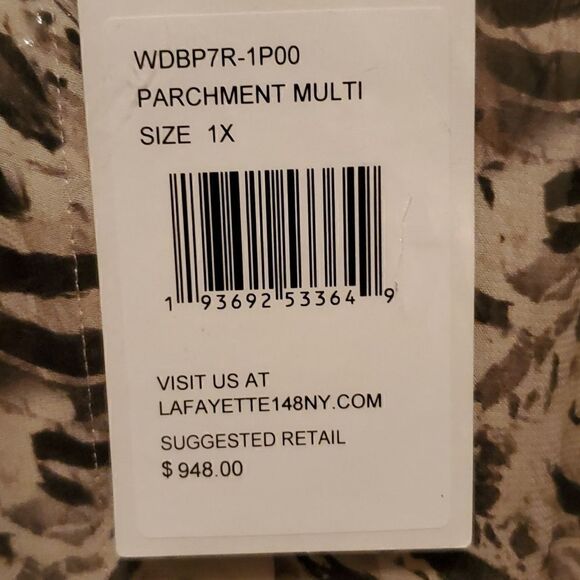 WDBP7R-1P00
PARCHMENT MULTI
SIZE 1X
1 93692 53364 9
VISIT US AT
LAFAYETTE148NY.COM
SUGGESTED RETAIL
$ 948.00